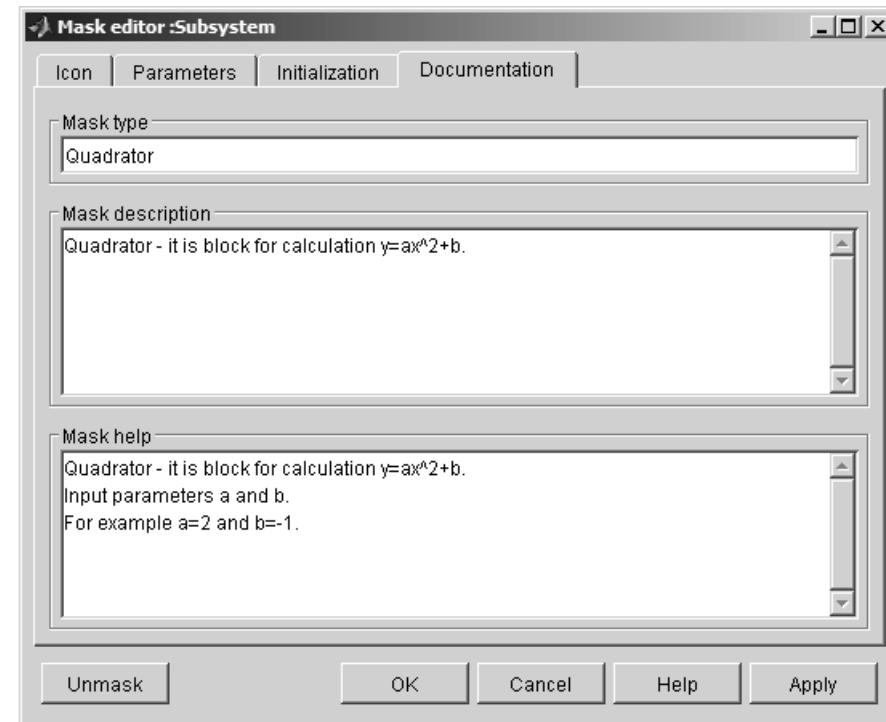 Mask editor :Subsystem
Icon Parameters Initialization Documentation
Mask type
Quadrator
Mask description
Quadrator - it is block for calculation y=ax^2+b.
Mask help
Quadrator - it is block for calculation y=ax^2+b.
Input parameters a and b.
For example a=2 and b=-1.
Unmask OK Cancel Help Apply